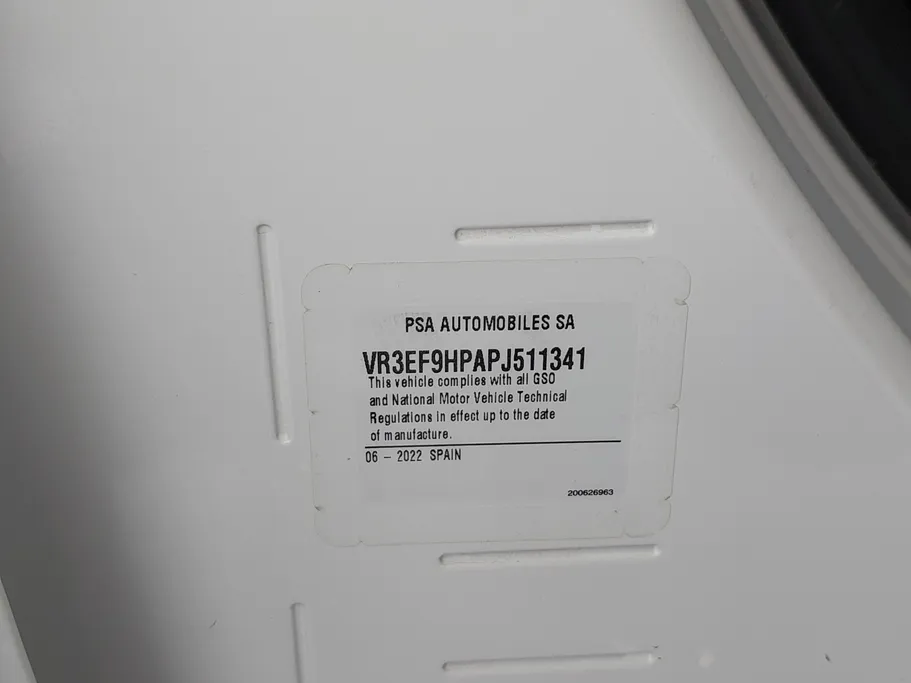 PSA AUTOMOBILES SA
VR3EF9HPAPJ511341
This vehicle complies with all GSO
and National Motor Vehicle Technical
Regulations in effect up to the date
of manufacture.
06 – 2022 SPAIN
200626963